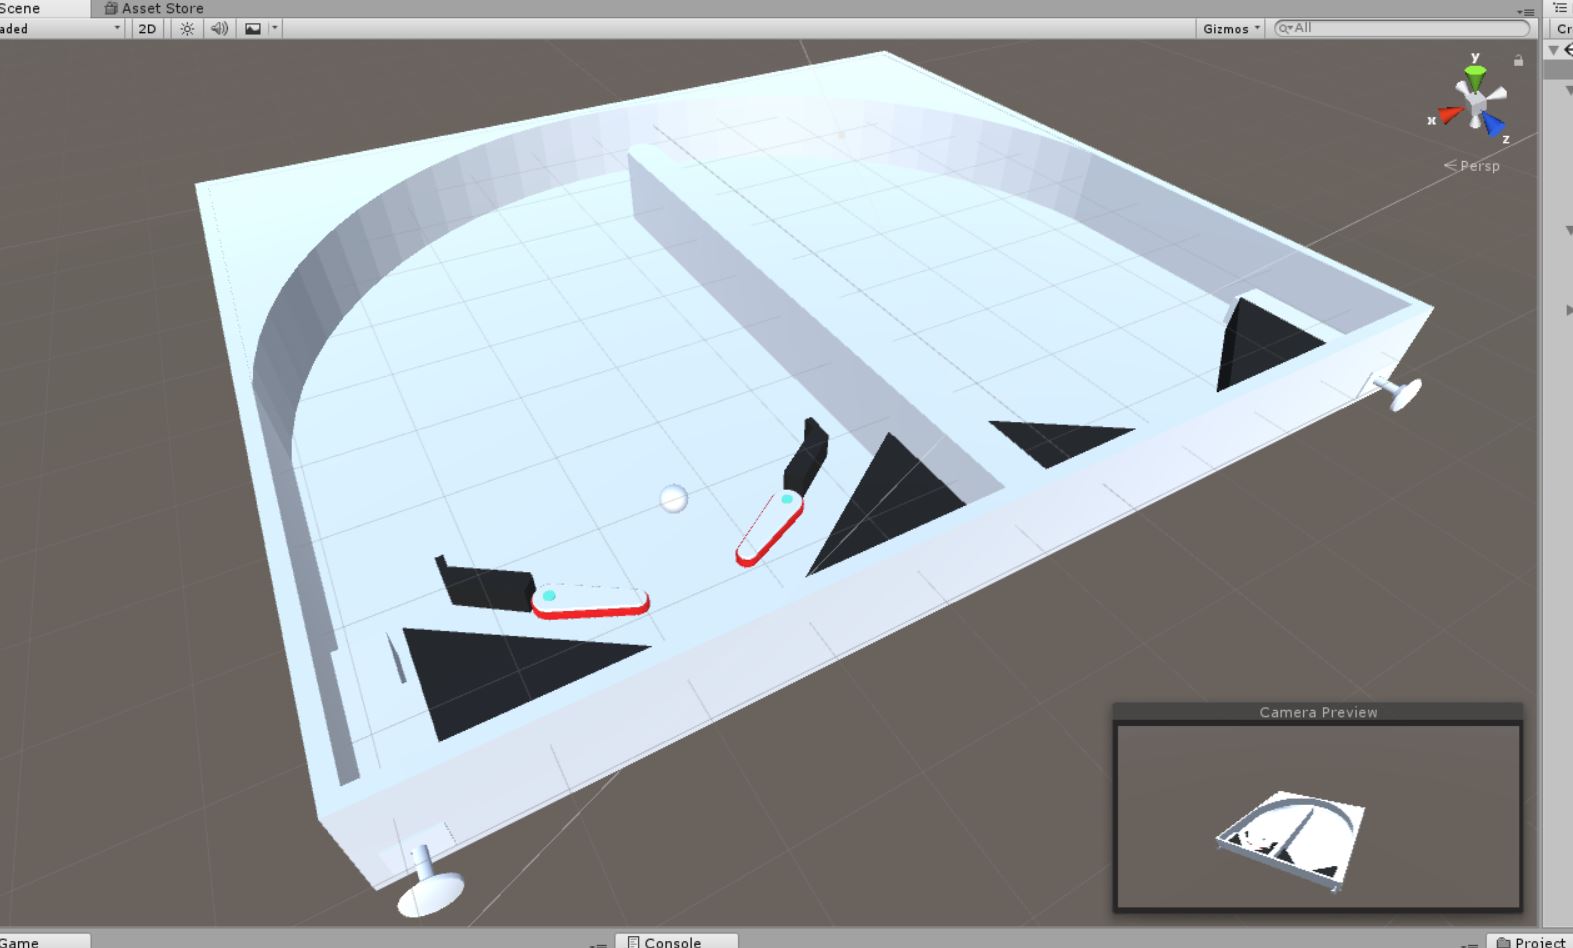 Scene
Asset Store
aded
2D
Gizmos
All
Cr
y
x
z
Persp
Camera Preview
Game
Console
Project